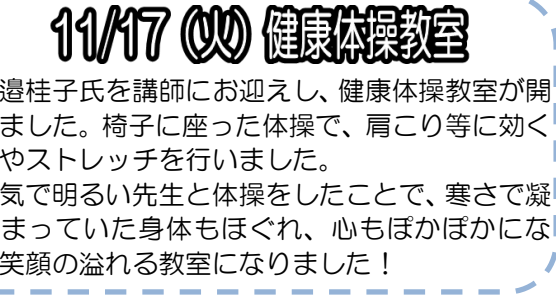 11/17（火）健康体操教室
邉桂子氏を講師にお迎えし、健康体操教室が開
ました。椅子に座った体操で、肩こり等に効く
やストレッチを行いました。
気で明るい先生と体操をしたことで、寒さで凝
まっていた身体もほぐれ、心もぽかぽかにな
笑顔の溢れる教室になりました！